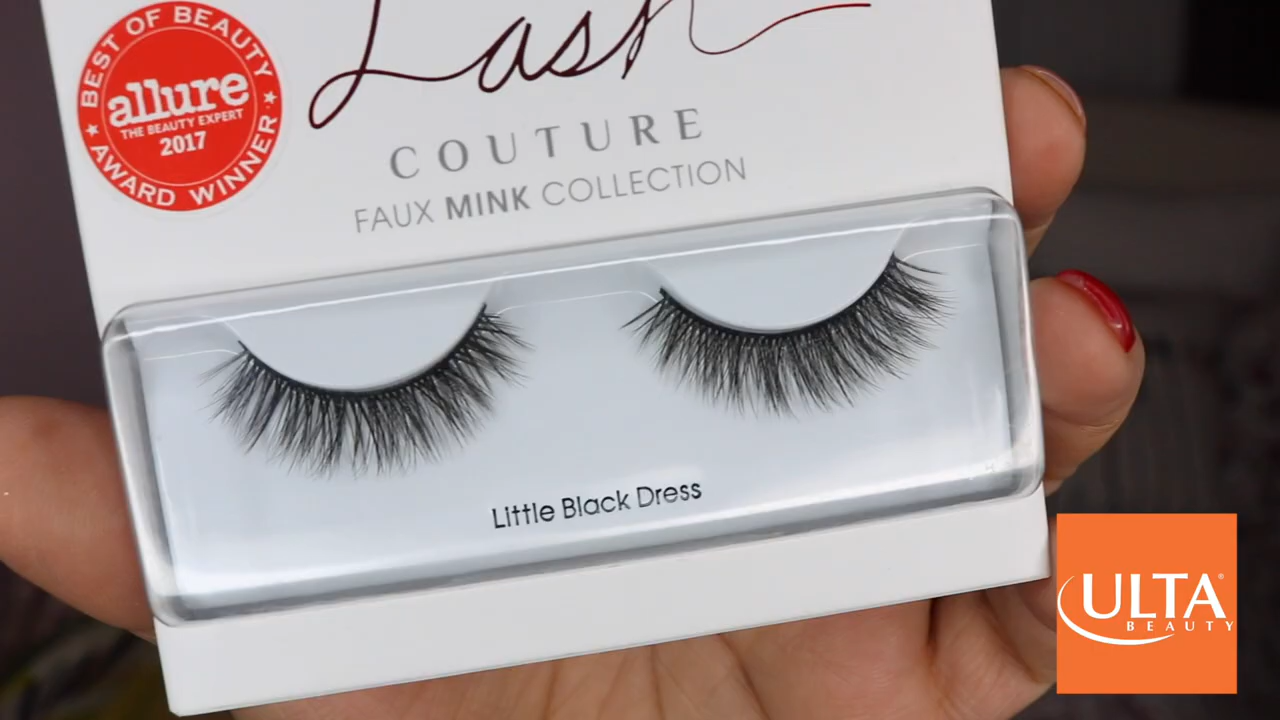 BEST OF BEAUTY
allure
THE BEAUTY EXPERT
2017
AWARD WINNER
Lash
COUTURE
FAUX MINK COLLECTION
Little Black Dress
ULTA®
BEAUTY